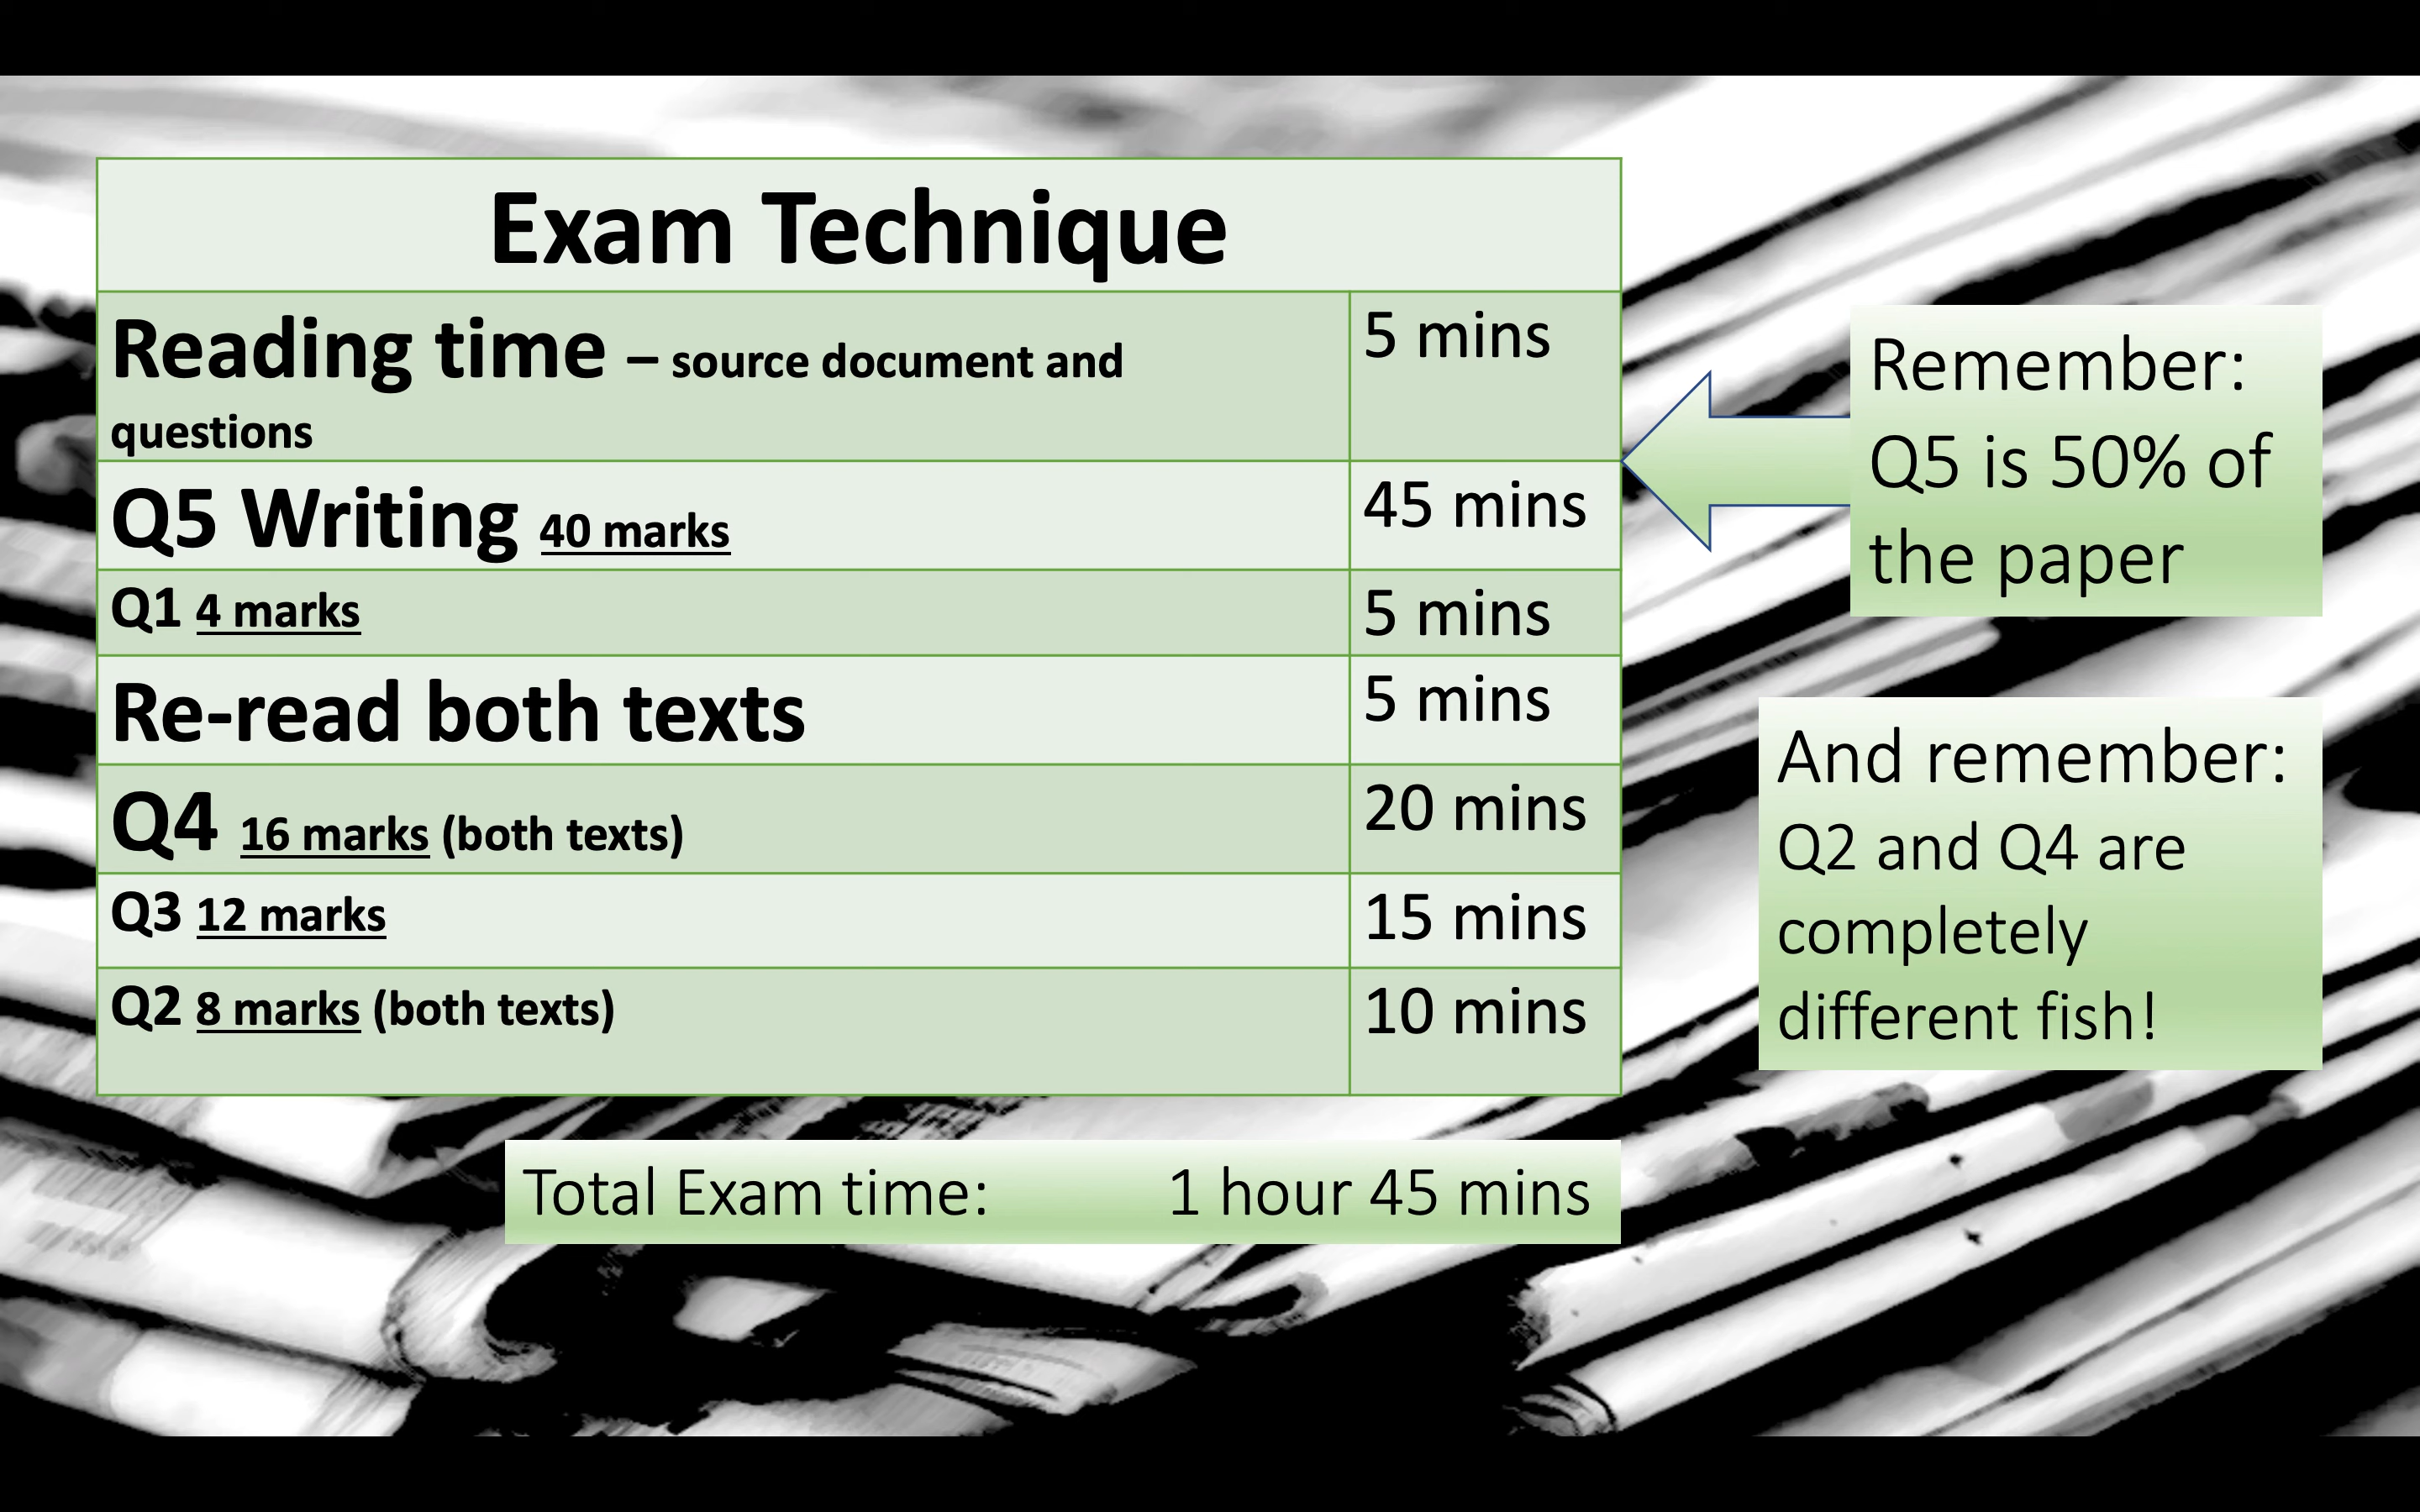 Exam Technique
Reading time – source document and
questions
5 mins
Q5 Writing 40 marks
45 mins
Q1 4 marks
5 mins
Re-read both texts
5 mins
Q4 16 marks (both texts)
20 mins
Q3 12 marks
15 mins
Q2 8 marks (both texts)
10 mins
Total Exam time: 1 hour 45 mins
Remember:
Q5 is 50% of
the paper
And remember:
Q2 and Q4 are
completely
different fish!